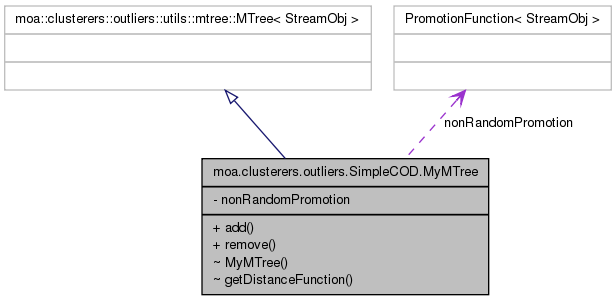 moa::clusterers::outliers::utils::mtree::MTree< StreamObj >
PromotionFunction< StreamObj >
nonRandomPromotion
moa.clusterers.outliers.SimpleCOD.MyMTree
- nonRandomPromotion
+ add()
+ remove()
~ MyMTree()
~ getDistanceFunction()